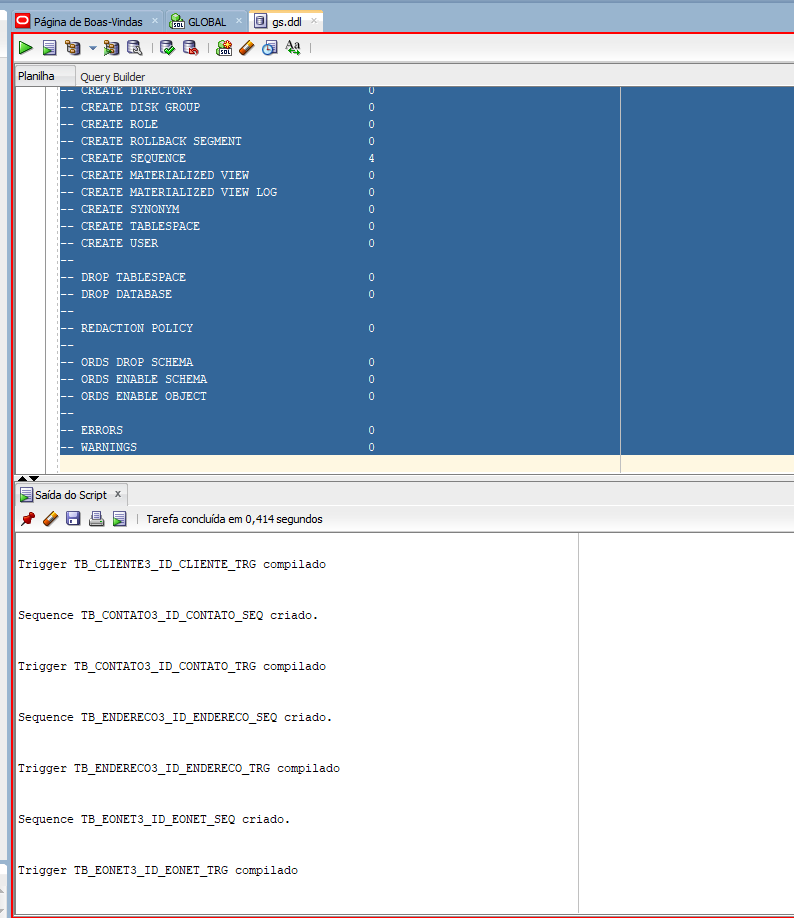 Página de Boas-Vindas GLOBAL gs.ddl
Planilha Query Builder
-- CREATE DIRECTORY 0
-- CREATE DISK GROUP 0
-- CREATE ROLE 0
-- CREATE ROLLBACK SEGMENT 0
-- CREATE SEQUENCE 4
-- CREATE MATERIALIZED VIEW 0
-- CREATE MATERIALIZED VIEW LOG 0
-- CREATE SYNONYM 0
-- CREATE TABLESPACE 0
-- CREATE USER 0
--
-- DROP TABLESPACE 0
-- DROP DATABASE 0
--
-- REDACTION POLICY 0
--
-- ORDS DROP SCHEMA 0
-- ORDS ENABLE SCHEMA 0
-- ORDS ENABLE OBJECT 0
--
-- ERRORS 0
-- WARNINGS 0
Saída do Script x
Tarefa concluída em 0,414 segundos
Trigger TB_CLIENTE3_ID_CLIENTE_TRG compilado
Sequence TB_CONTATO3_ID_CONTATO_SEQ criado.
Trigger TB_CONTATO3_ID_CONTATO_TRG compilado
Sequence TB_ENDERECO3_ID_ENDERECO_SEQ criado.
Trigger TB_ENDERECO3_ID_ENDERECO_TRG compilado
Sequence TB_EONET3_ID_EONET_SEQ criado.
Trigger TB_EONET3_ID_EONET_TRG compilado